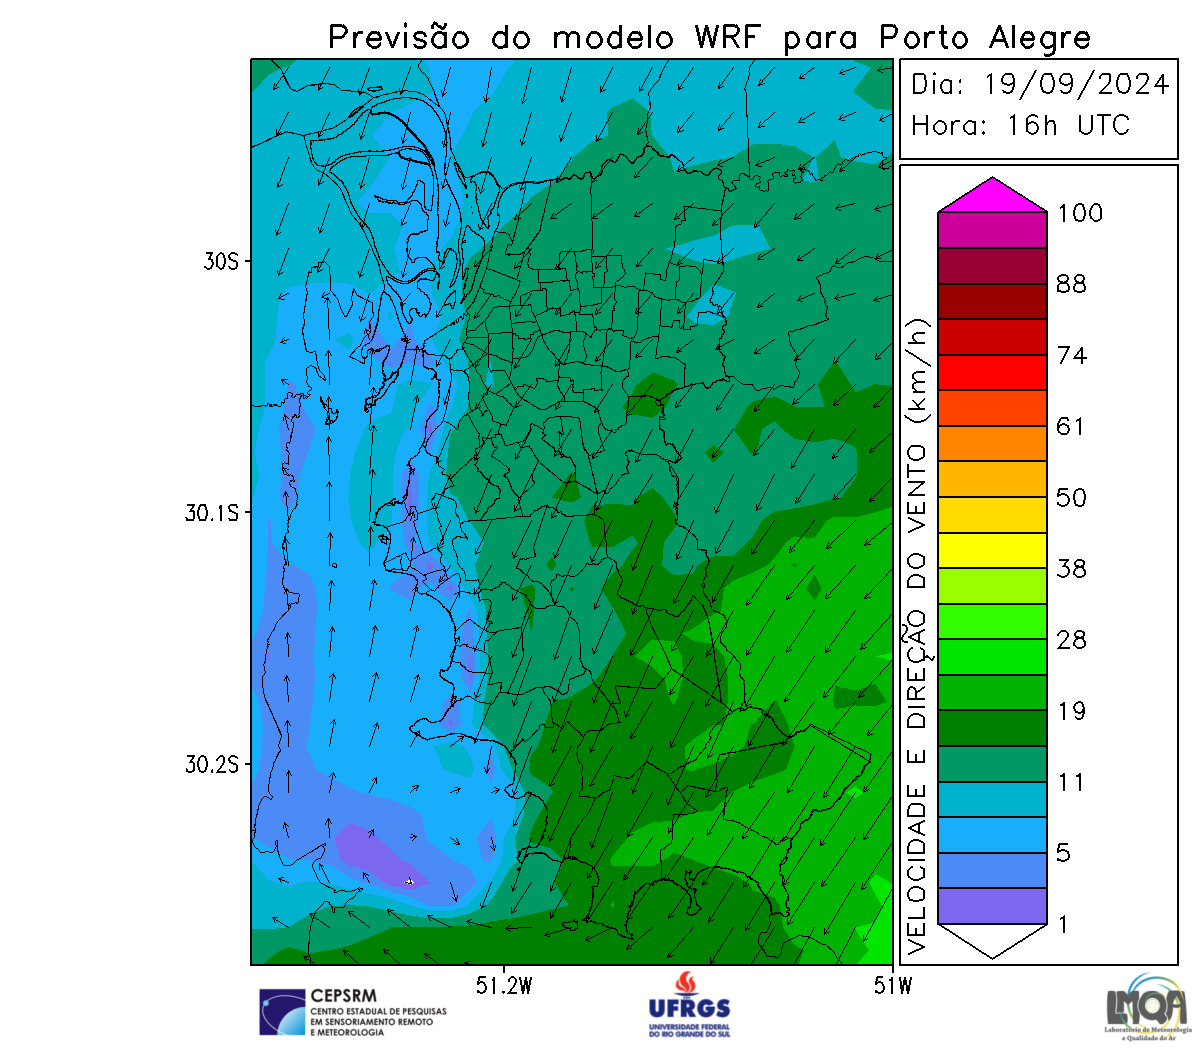 Previsão do modelo WRF para Porto Alegre
Dia: 19/09/2024
Hora: 16h UTC
30S
30.1S
30.2S
51.2W
51W
VELOCIDADE E DIREÇÃO DO VENTO (km/h)
100
88
74
61
50
38
28
19
11
5
1
CEPSRM
CENTRO ESTADUAL DE PESQUISAS
EM SENSORIAMENTO REMOTO
E METEOROLOGIA
UFRGS
UNIVERSIDADE FEDERAL
DO RIO GRANDE DO SUL
LMQA
Laboratório de Meteorologia
e Qualidade do Ar